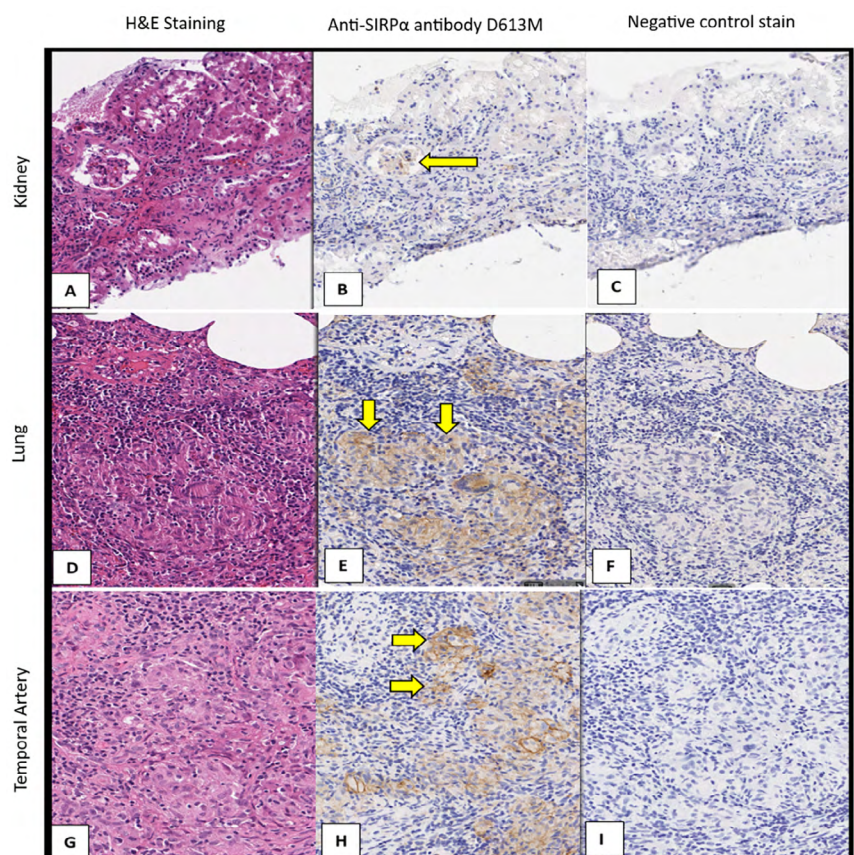 H&E Staining
Anti-SIRPα antibody D613M
Negative control stain
Kidney
A
B
C
Lung
D
E
F
Temporal Artery
G
H
I